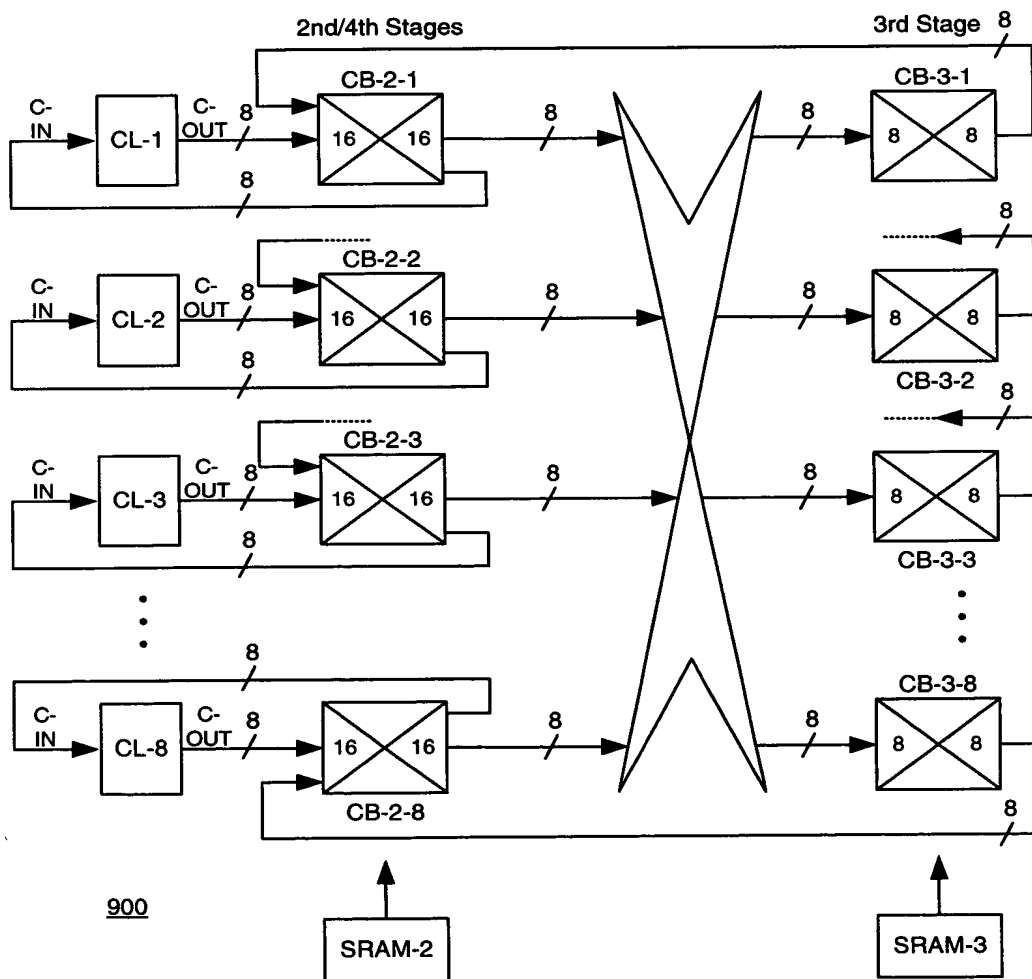 2nd/4th Stages
3rd Stage
8
CB-2-1
CB-3-1
C-
IN
CL-1
C-
OUT
8
16 16
8
8
8 8
8
8
CB-2-2
C-
IN
CL-2
C-
OUT
8
16 16
8
8
8 8
8
CB-3-2
8
CB-2-3
C-
IN
CL-3
C-
OUT
8
16 16
8
8
8 8
8
CB-3-3
8
CB-3-8
C-
IN
CL-8
C-
OUT
8
16 16
8
8
8 8
CB-2-8
8
900
SRAM-2
SRAM-3